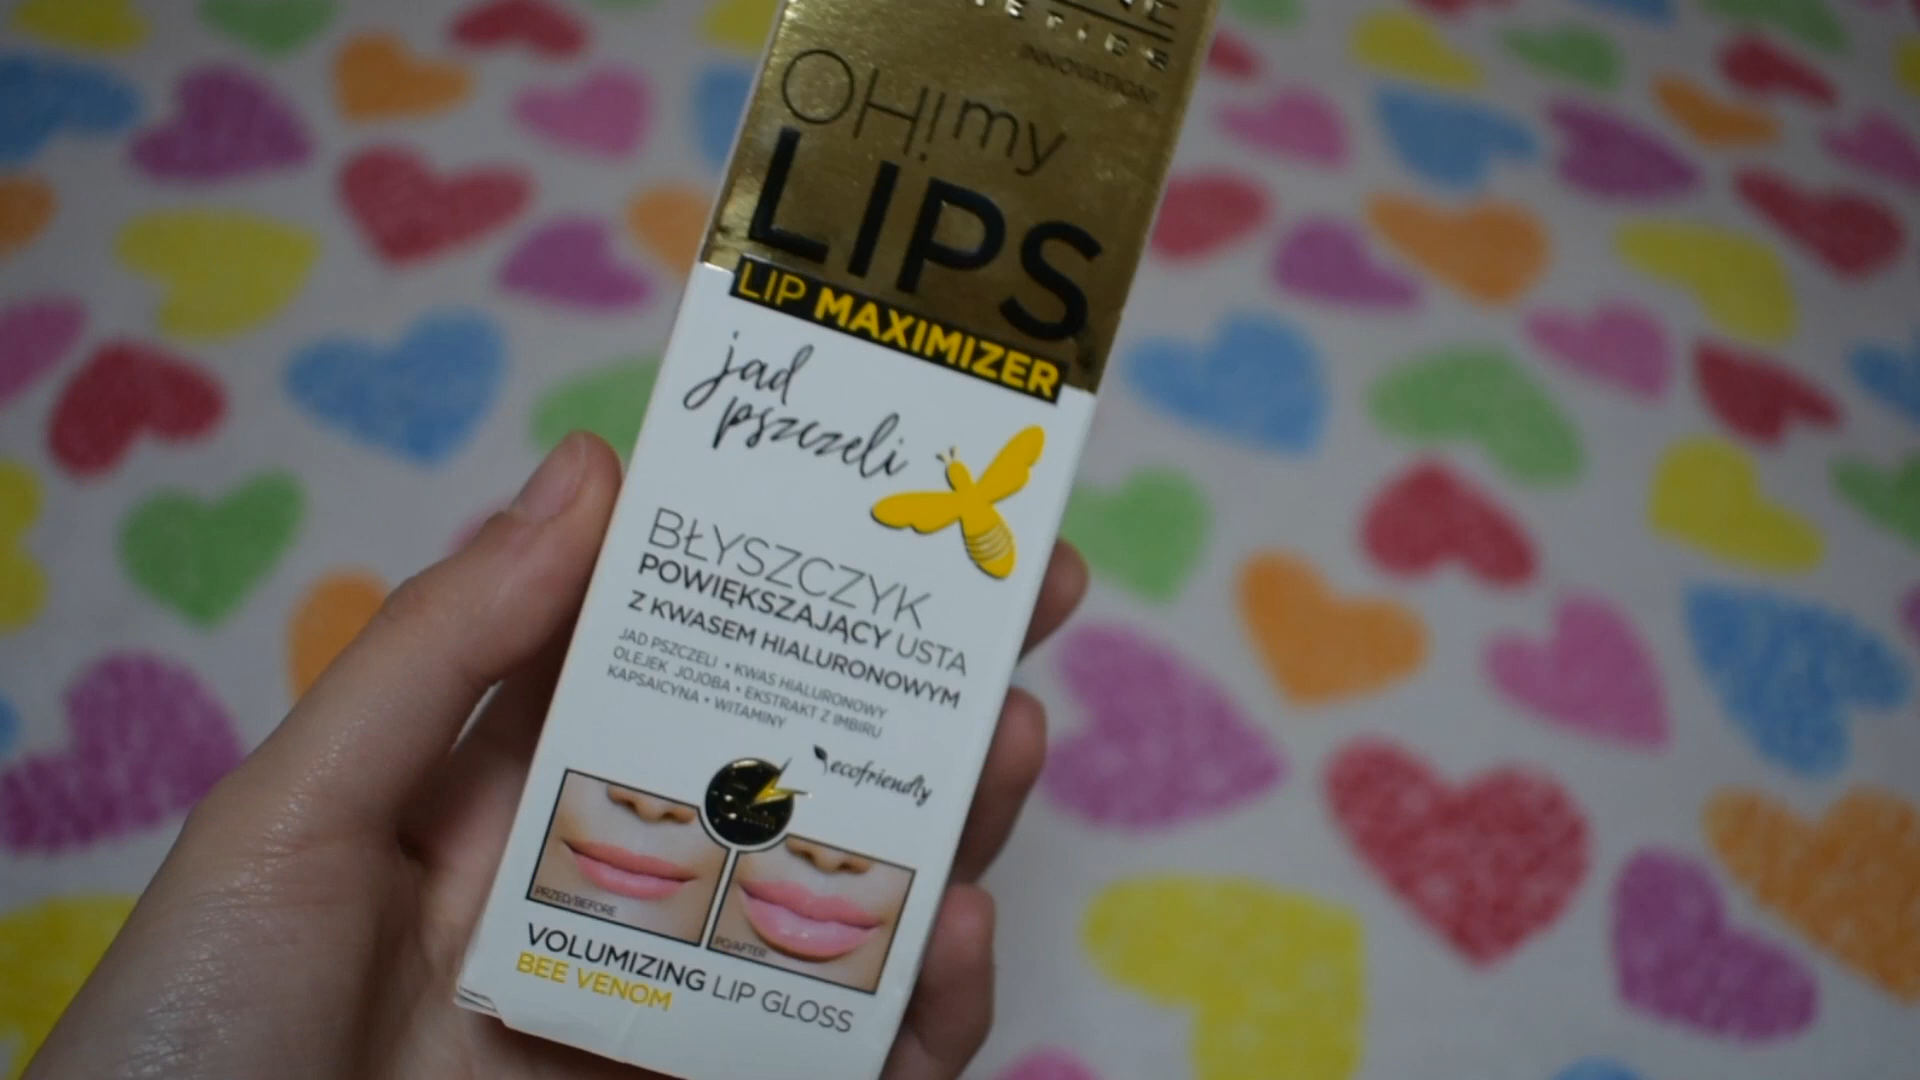 INNOVATION!
OH! my
LIPS
LIP MAXIMIZER
jad
pszczeli
BŁYSZCZYK
POWIĘKSZAJĄCY USTA
Z KWASEM HIALURONOWYM
JAD PSZCZELI • KWAS HIALURONOWY
OLEJEK JOJOBA • EKSTRAKT Z IMBIRU
KAPSAICYNA • WITAMINY
ecofriendly
PRZED/BEFORE
PO/AFTER
VOLUMIZING LIP GLOSS
BEE VENOM